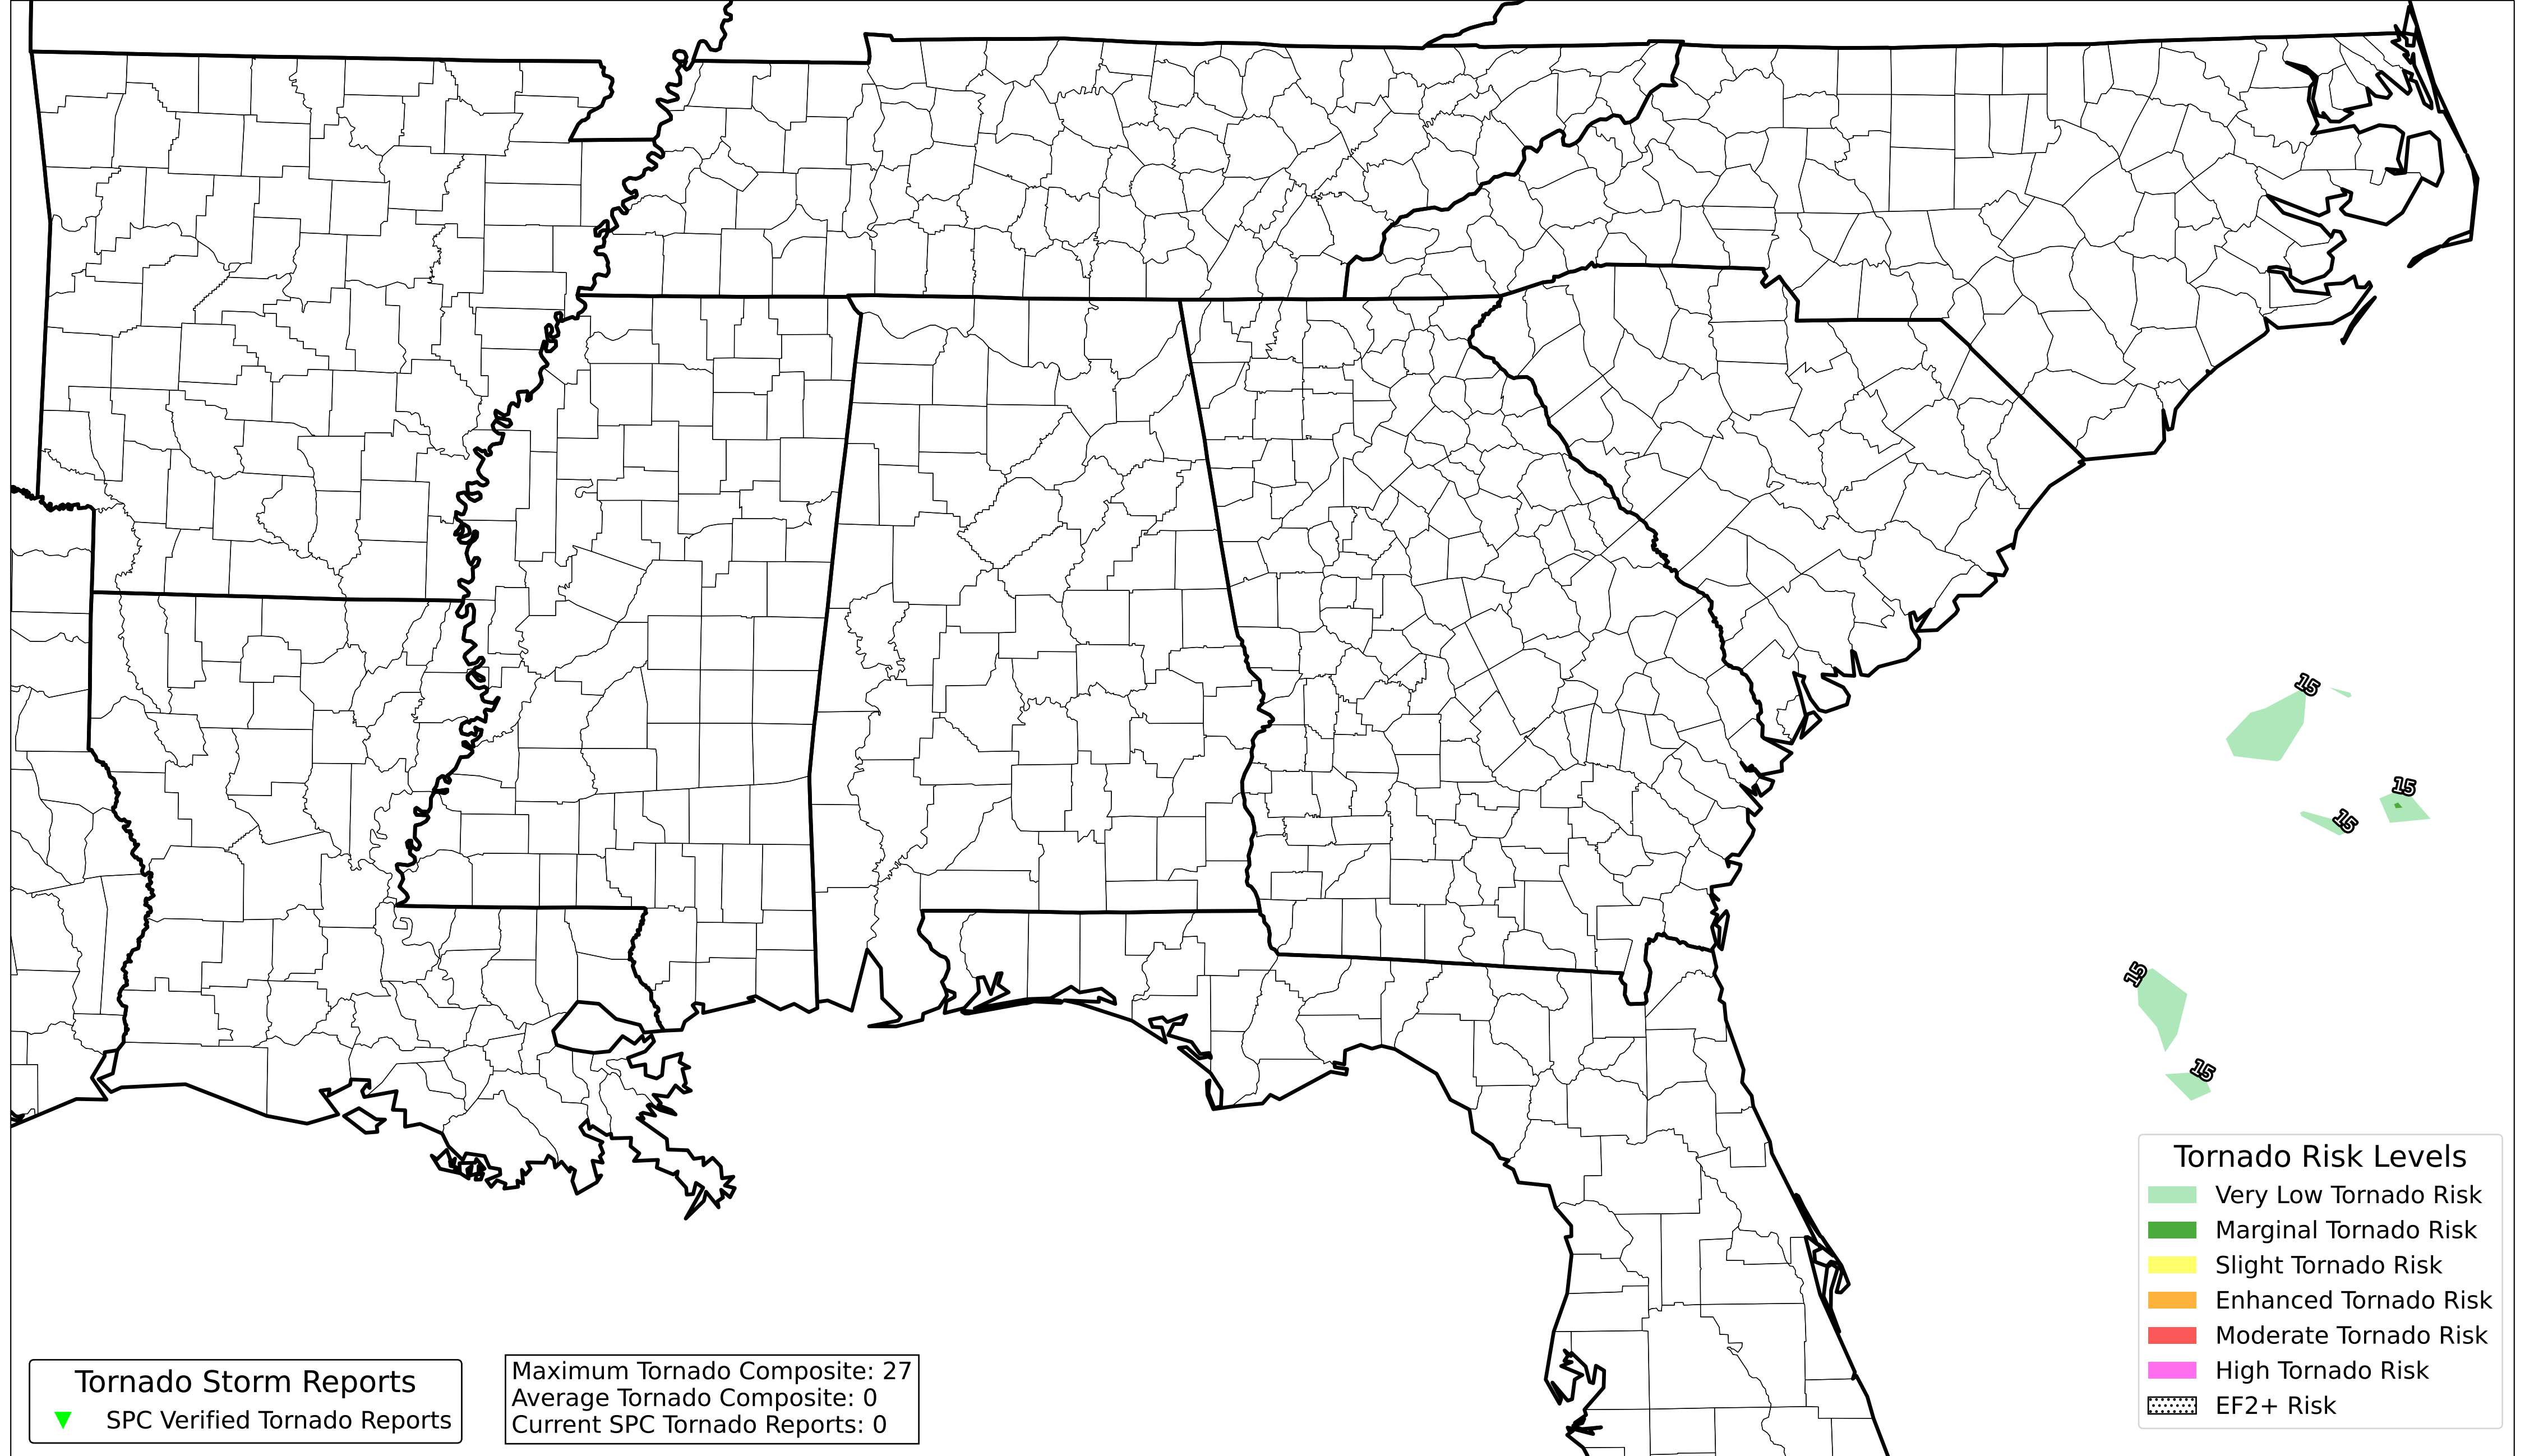 15
15
15
15
15
Tornado Risk Levels
Very Low Tornado Risk
Marginal Tornado Risk
Slight Tornado Risk
Enhanced Tornado Risk
Moderate Tornado Risk
High Tornado Risk
EF2+ Risk
Tornado Storm Reports
SPC Verified Tornado Reports
Maximum Tornado Composite: 27
Average Tornado Composite: 0
Current SPC Tornado Reports: 0